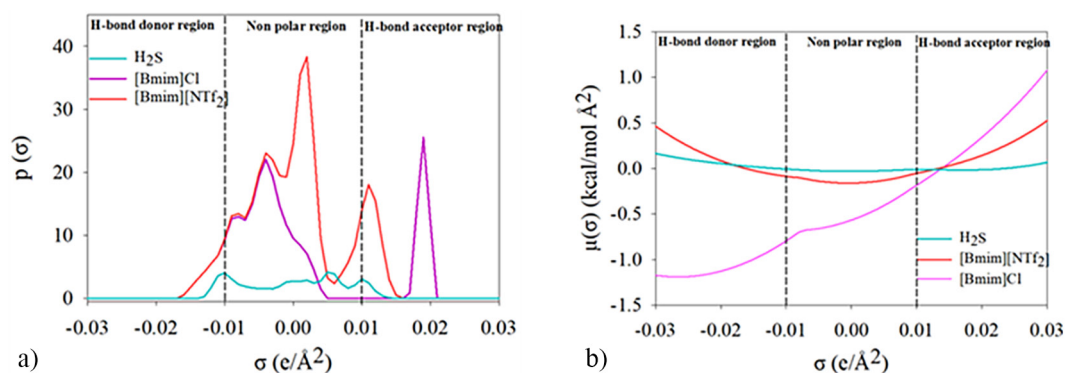 H-bond donor region Non polar region H-bond acceptor region
40
H₂S
[Bmim]Cl
[Bmim][NTf₂]
30
p (σ)
20
10
0
-0.03 -0.02 -0.01 0.00 0.01 0.02 0.03
σ (e/Å²)
a)
H-bond donor region Non polar region H-bond acceptor region
1.0
0.5
μ(σ) (kcal/mol Å²)
0.0
-0.5
H₂S
[Bmim][NTf₂]
[Bmim]Cl
-1.0
-1.5
-0.03 -0.02 -0.01 0.00 0.01 0.02 0.03
σ (e/Å²)
b)